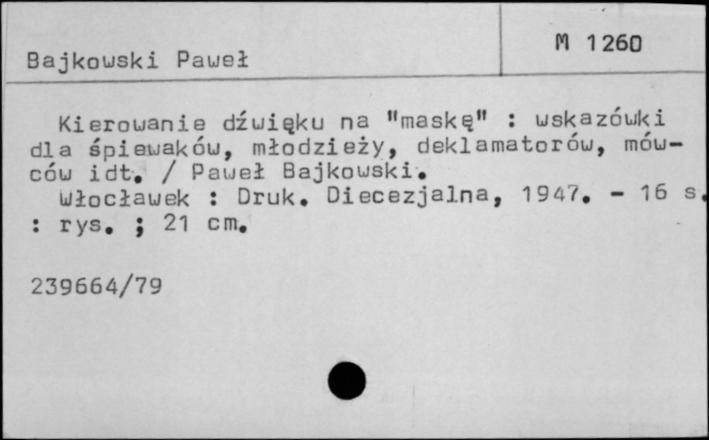 M 1260
Bajkowski Paweł
Kierowanie dźwięku na "maskę" : wskazówki
dla śpiewaków, młodzieży, deklamatorów, mów-
ców idt. / Paweł Bajkowski.
Włocławek : Druk. Diecezjalna, 1947. - 16 s.
: rys. ; 21 cm.
239664/79